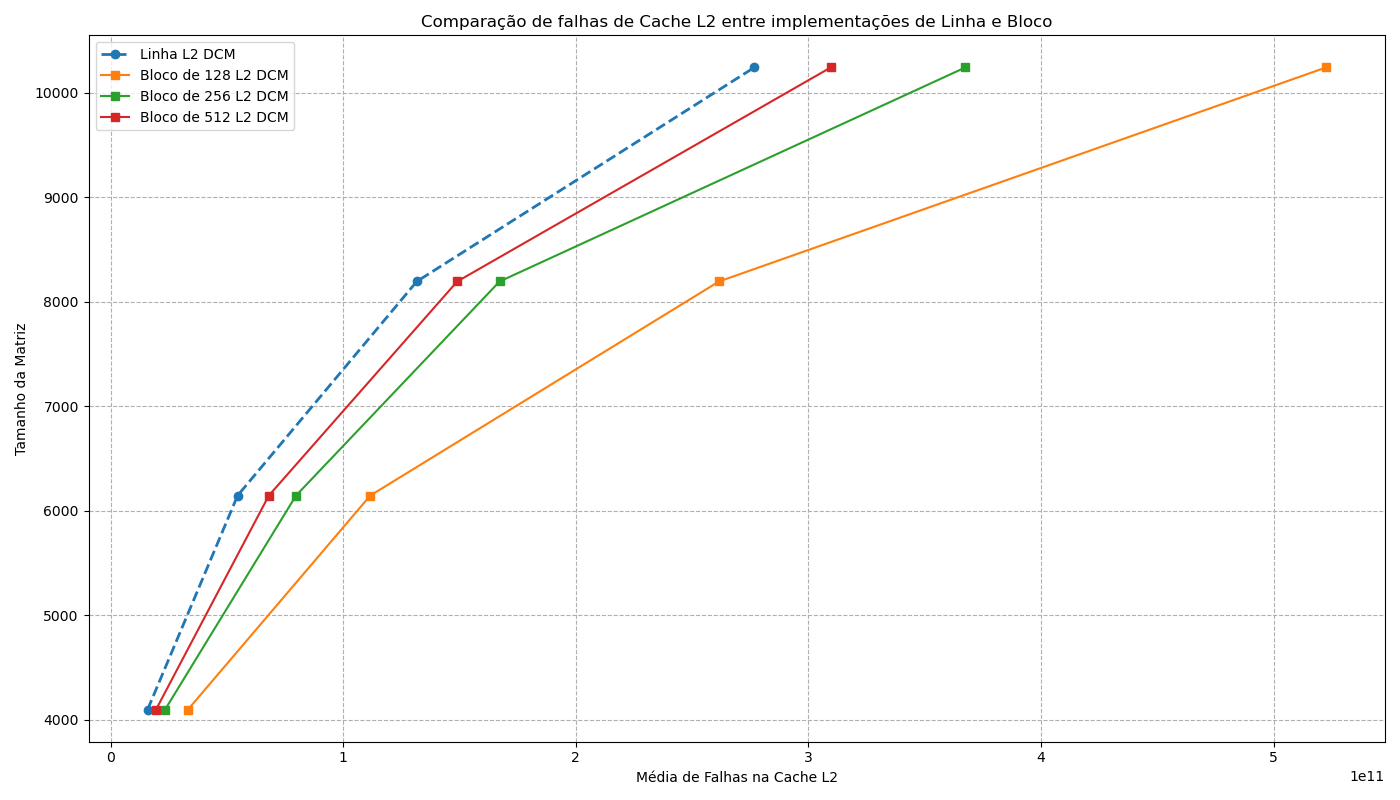 Comparação de falhas de Cache L2 entre implementações de Linha e Bloco
Linha L2 DCM
Bloco de 128 L2 DCM
Bloco de 256 L2 DCM
Bloco de 512 L2 DCM
Tamanho da Matriz
10000
9000
8000
7000
6000
5000
4000
0 1 2 3 4 5
1e11
Média de Falhas na Cache L2